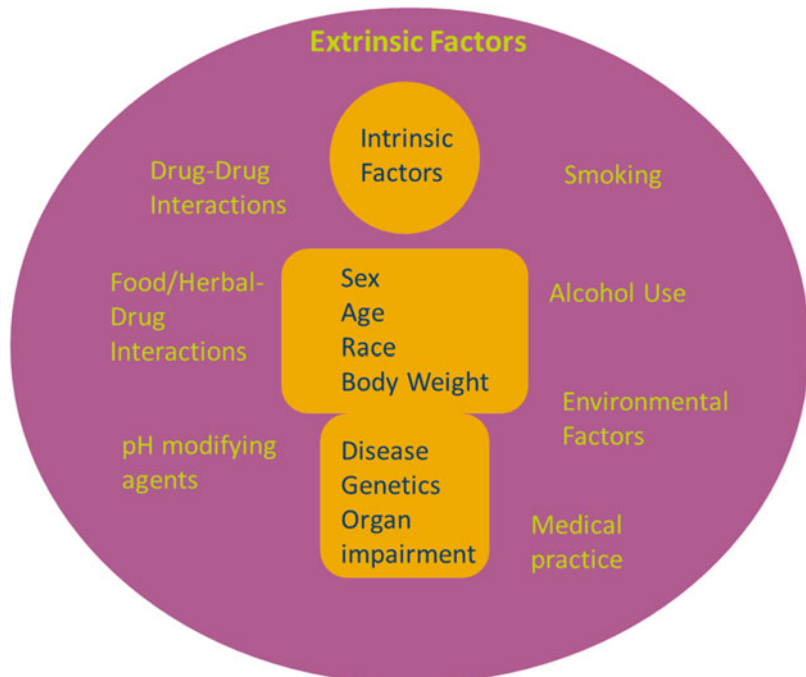 Extrinsic Factors
Intrinsic
Factors
Drug-Drug
Interactions
Smoking
Food/Herbal-
Drug
Interactions
Sex
Age
Race
Body Weight
Alcohol Use
Environmental
Factors
pH modifying
agents
Disease
Genetics
Organ
impairment
Medical
practice